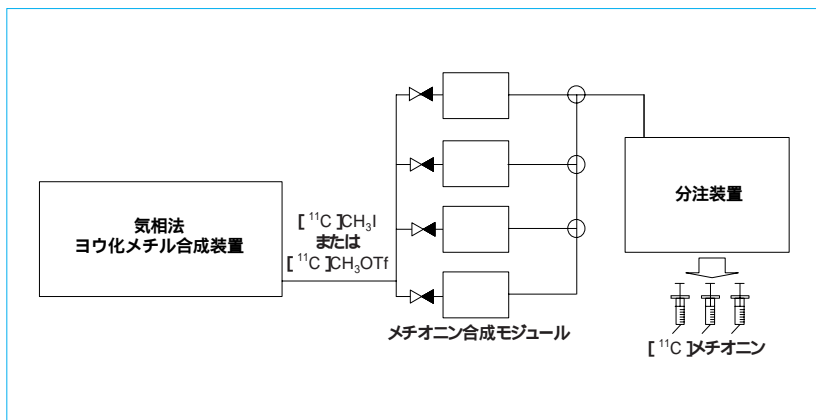 気相法
ヨウ化メチル合成装置
[ ¹¹C ]CH₃I
または
[ ¹¹C ]CH₃OTf
メチオニン合成モジュール
分注装置
[ ¹¹C ]メチオニン